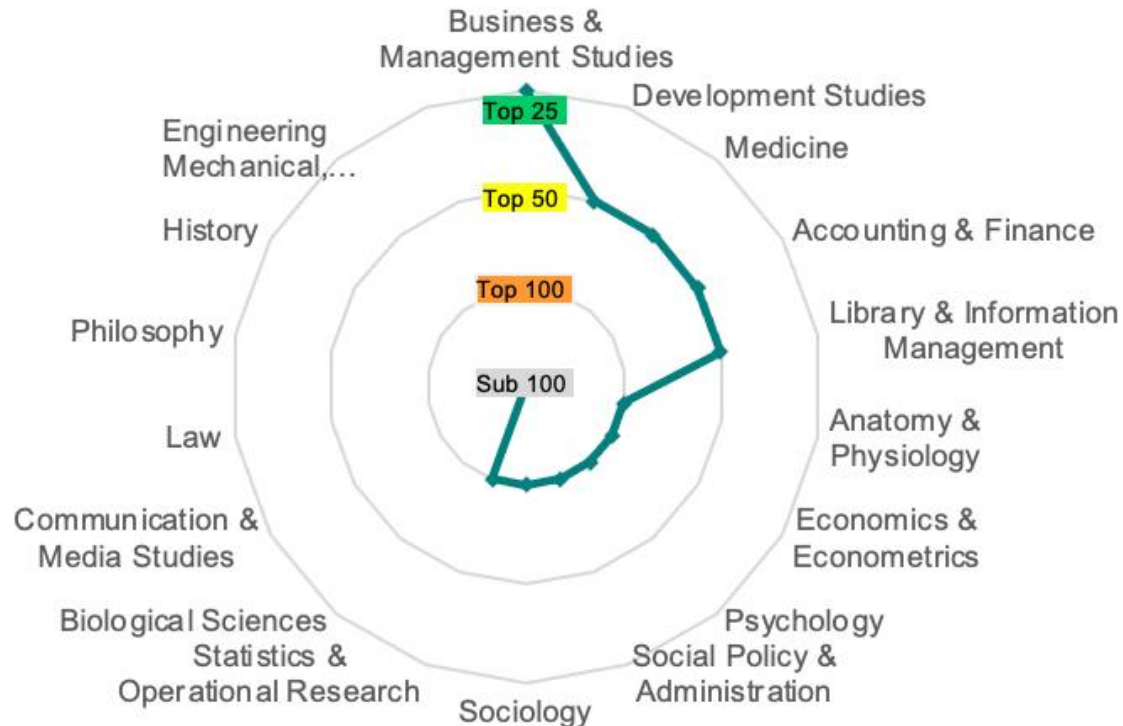 Business &
Management Studies
Development Studies
Medicine
Accounting & Finance
Library & Information
Management
Anatomy &
Physiology
Economics &
Econometrics
Psychology
Social Policy &
Administration
Sociology
Statistics &
Operational Research
Biological Sciences
Communication &
Media Studies
Law
Philosophy
History
Engineering
Mechanical,…
Top 25
Top 50
Top 100
Sub 100